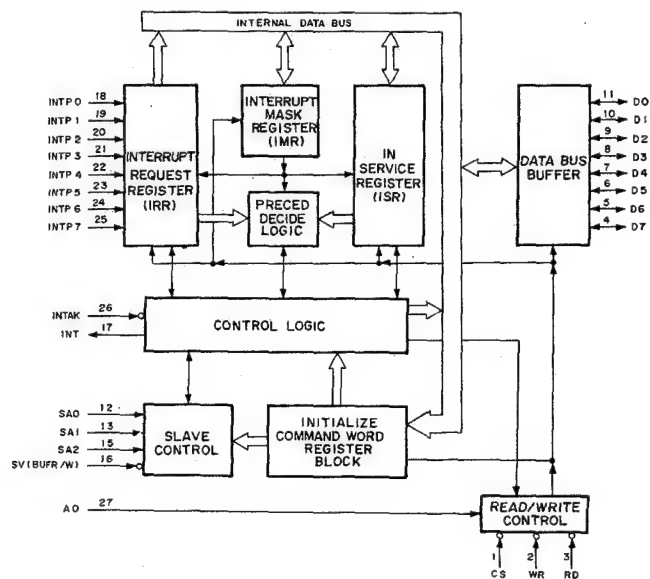 INTERNAL DATA BUS
INTP 0 18
INTP 1 19
INTP 2 20
INTP 3 21
INTP 4 22
INTP 5 23
INTP 6 24
INTP 7 25
INTERRUPT
REQUEST
REGISTER
(IRR)
INTERRUPT
MASK
REGISTER
(IMR)
PRECED
DECIDE
LOGIC
IN
SERVICE
REGISTER
(ISR)
DATA BUS
BUFFER
11 D0
10 D1
9 D2
8 D3
7 D4
6 D5
5 D6
4 D7
INTAK 26
INT 17
CONTROL LOGIC
SA0 12
SA1 13
SA2 15
SV(BUFR/W) 16
SLAVE
CONTROL
INITIALIZE
COMMAND WORD
REGISTER
BLOCK
A0 27
READ/WRITE
CONTROL
1 2 3
CS WR RD